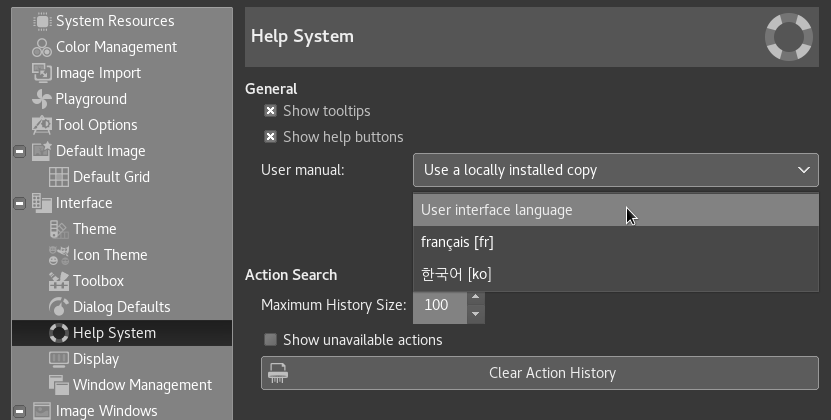 System Resources
Color Management
Image Import
Playground
Tool Options
Default Image
Default Grid
Interface
Theme
Icon Theme
Toolbox
Dialog Defaults
Help System
Display
Window Management
Image Windows
Help System
General
Show tooltips
Show help buttons
User manual: Use a locally installed copy
User interface language
français [fr]
한국어 [ko]
Action Search
Maximum History Size: 100
Show unavailable actions
Clear Action History